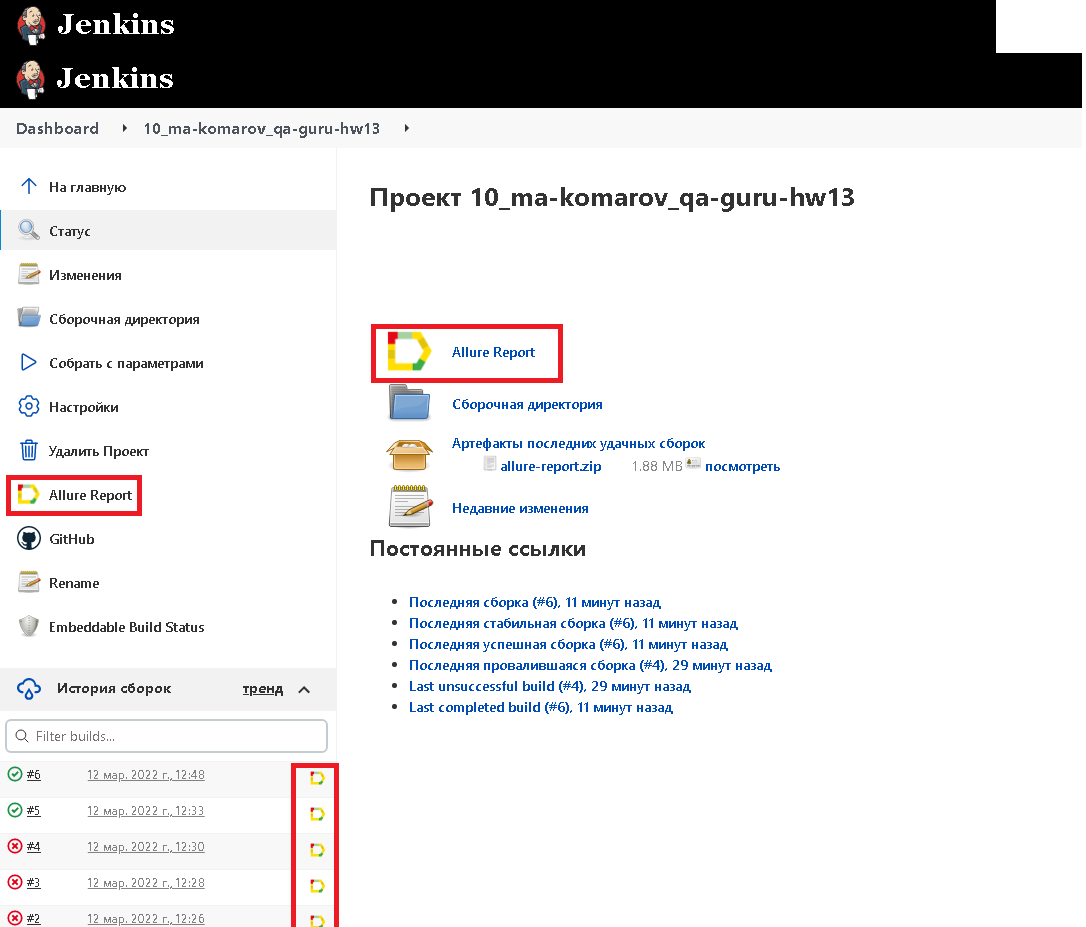 Jenkins
Jenkins
Dashboard 10_ma-komarov_qa-guru-hw13
На главную
Статус
Изменения
Сборочная директория
Собрать с параметрами
Настройки
Удалить Проект
Allure Report
GitHub
Rename
Embeddable Build Status
История сборок тренд
Filter builds...
#6 12 мар. 2022 г., 12:48
#5 12 мар. 2022 г., 12:33
#4 12 мар. 2022 г., 12:30
#3 12 мар. 2022 г., 12:28
#2 12 мар. 2022 г., 12:26
Проект 10_ma-komarov_qa-guru-hw13
Allure Report
Сборочная директория
Артефакты последних удачных сборок
allure-report.zip 1.88 MB посмотреть
Недавние изменения
Постоянные ссылки
Последняя сборка (#6), 11 минут назад
Последняя стабильная сборка (#6), 11 минут назад
Последняя успешная сборка (#6), 11 минут назад
Последняя провалившаяся сборка (#4), 29 минут назад
Last unsuccessful build (#4), 29 минут назад
Last completed build (#6), 11 минут назад